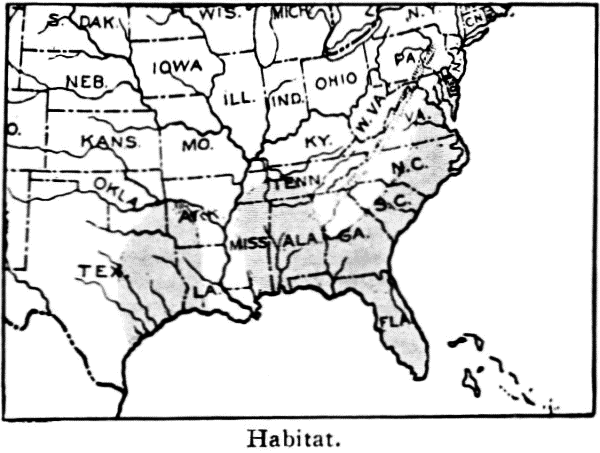 S. DAK.
WIS.
MICH.
N.Y.
CN.
NEB.
IOWA
ILL.
IND.
OHIO
PA.
W.VA.
VA.
O.
KANS.
MO.
KY.
N.C.
OKLA.
ARK.
TENN.
S.C.
TEX.
LA.
MISS.
ALA.
GA.
FLA.
Habitat.